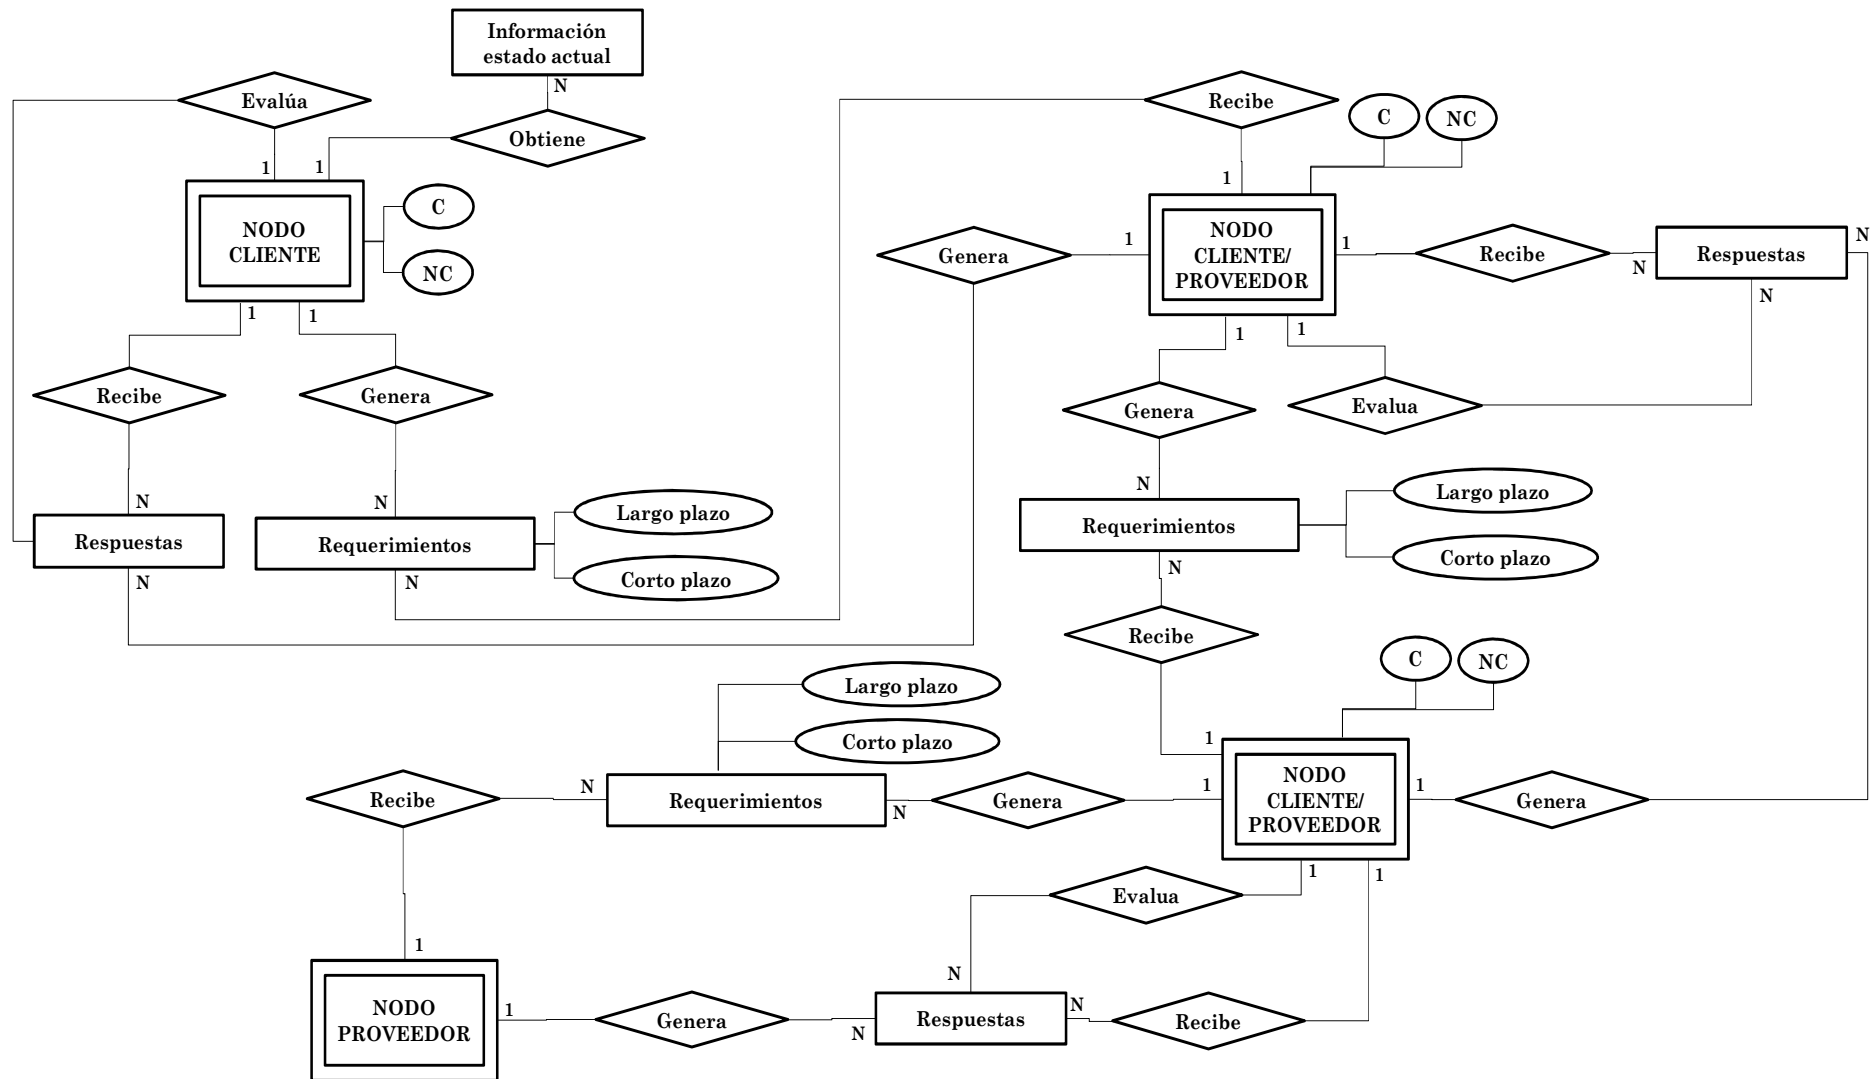 Información
estado actual
N
Evalúa
Obtiene
1
1
NODO
CLIENTE
C
NC
1
1
Recibe
Genera
N
N
Respuestas
Requerimientos
Largo plazo
Corto plazo
N
N
Recibe
C
NC
1
Genera
1
NODO
CLIENTE/
PROVEEDOR
1
Recibe
N
Respuestas
N
N
1
1
Genera
Evalua
N
Requerimientos
Largo plazo
Corto plazo
N
Recibe
C
NC
Largo plazo
Corto plazo
1
Recibe
N
Requerimientos
N
Genera
1
NODO
CLIENTE/
PROVEEDOR
1
Genera
1
1
Evalua
1
N
NODO
PROVEEDOR
1
Genera
N
Respuestas
N
Recibe